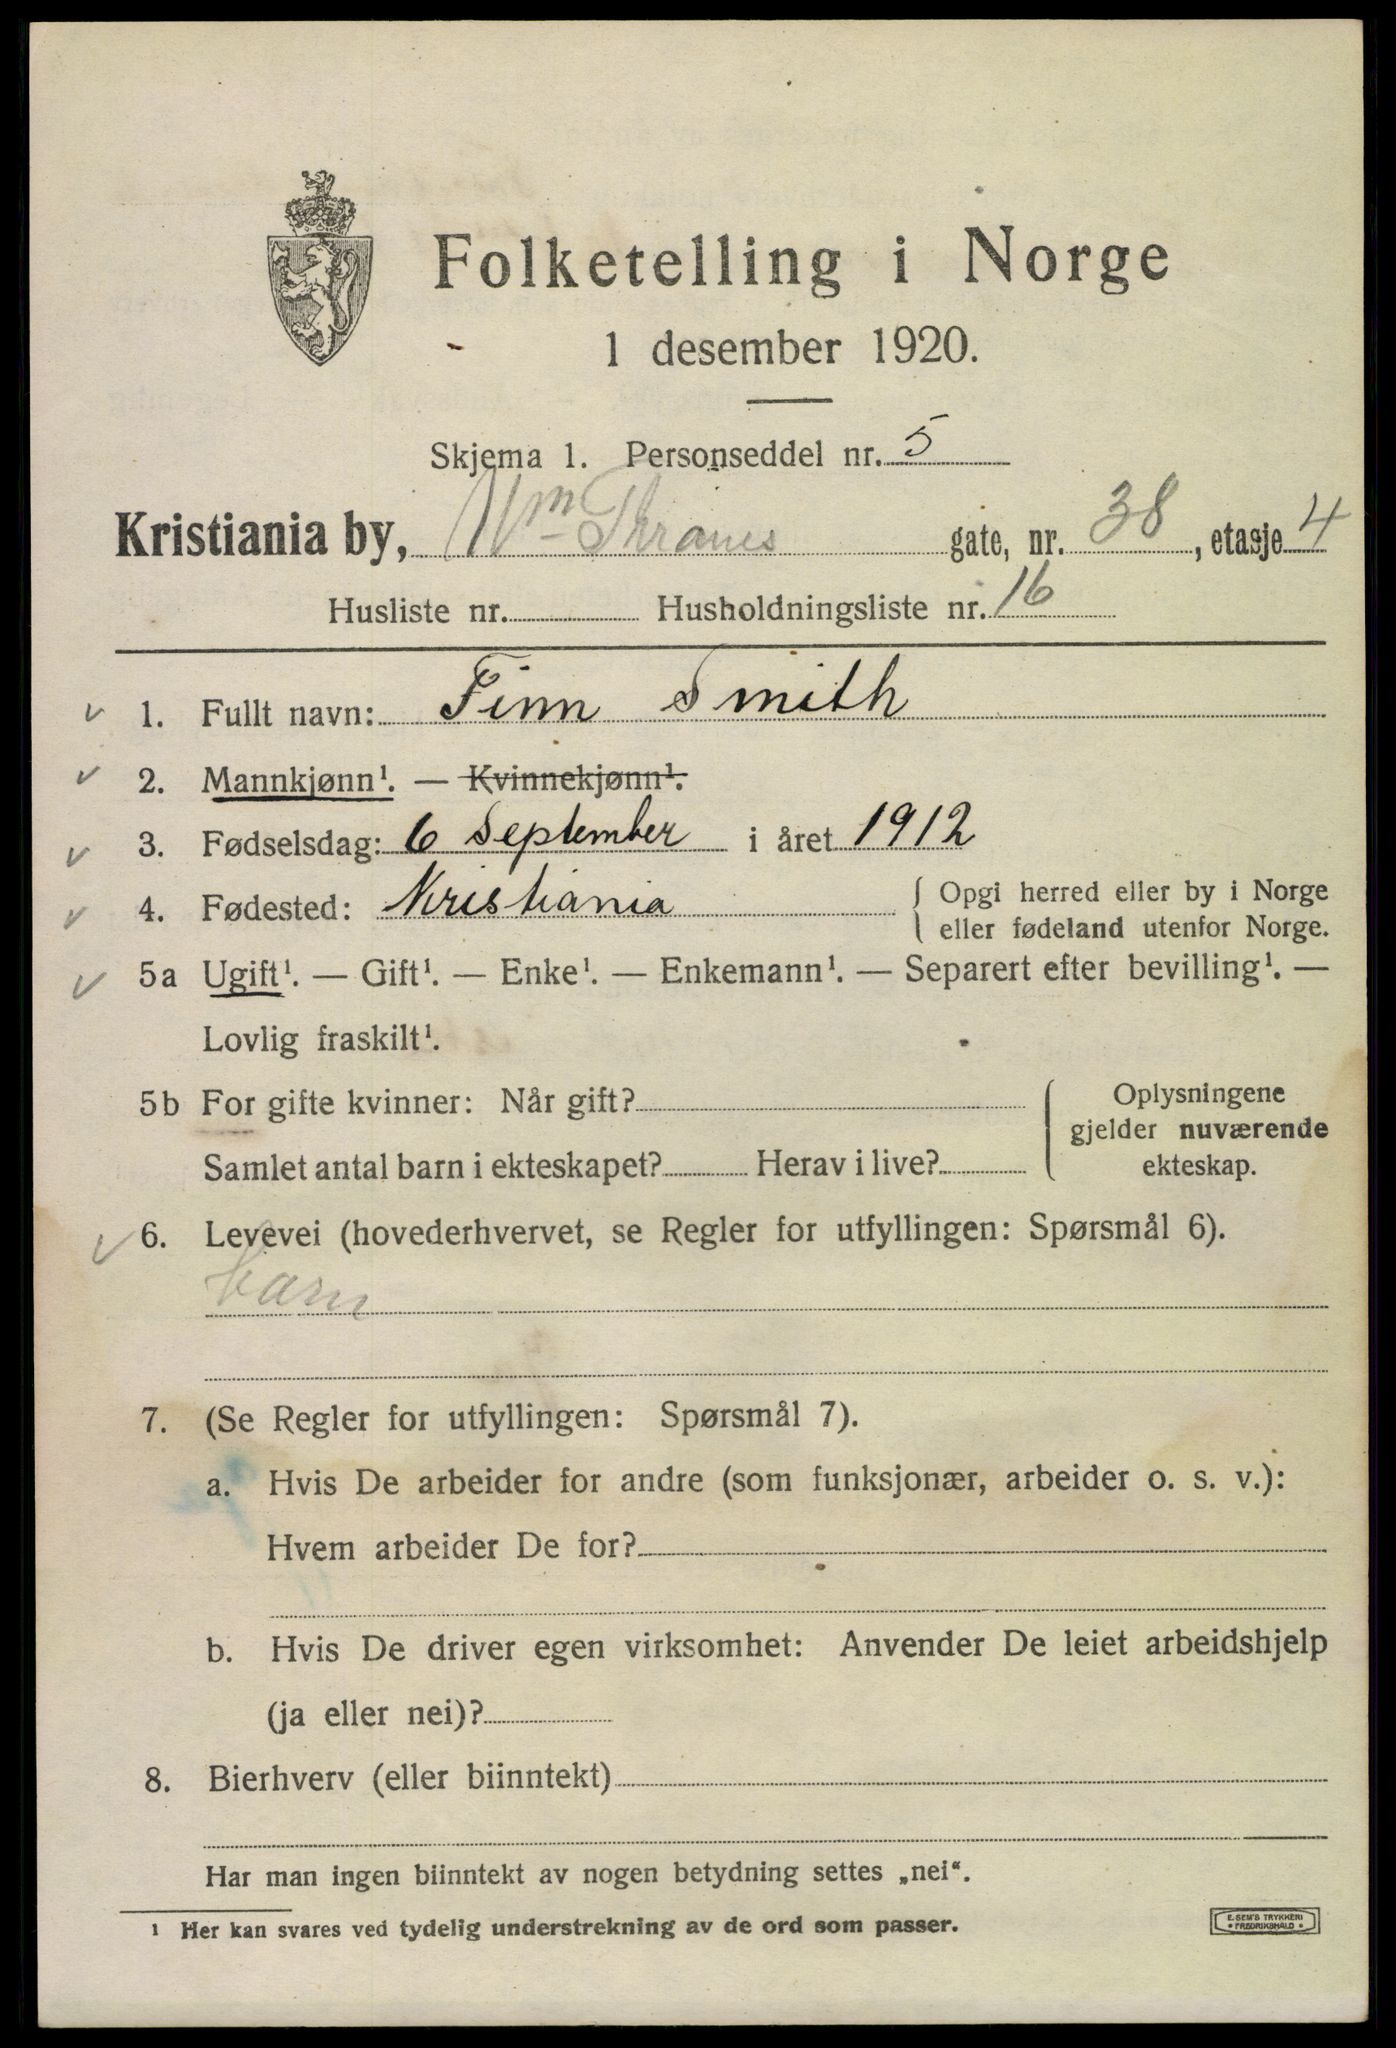 Folketelling i Norge
1 desember 1920.
Skjema 1. Personseddel nr. 5
Kristiania by, Wm Thranes gate, nr. 38, etasje 4
Husliste nr. Husholdningsliste nr. 16
1. Fullt navn: Finn Smith
2. Mannkjønn¹. — Kvinnekjønn¹.
3. Fødselsdag: 6 September i året 1912
4. Fødested: Kristiania { Opgi herred eller by i Norge
eller fødeland utenfor Norge.
5a Ugift¹. — Gift¹. — Enke¹. — Enkemann¹. — Separert efter bevilling¹. —
Lovlig fraskilt¹.
5b For gifte kvinner: Når gift?
Samlet antal barn i ekteskapet? Herav i live?
Oplysningene
gjelder nuværende
ekteskap.
6. Levevei (hovederhvervet, se Regler for utfyllingen: Spørsmål 6).
barn
7. (Se Regler for utfyllingen: Spørsmål 7).
a. Hvis De arbeider for andre (som funksjonær, arbeider o. s. v.):
Hvem arbeider De for?
b. Hvis De driver egen virksomhet: Anvender De leiet arbeidshjelp
(ja eller nei)?
8. Bierhverv (eller biinntekt)
Har man ingen biinntekt av nogen betydning settes „nei“.
¹ Her kan svares ved tydelig understrekning av de ord som passer.
E. SEM'S TRYKKERI
* FREDRIKSHALD *